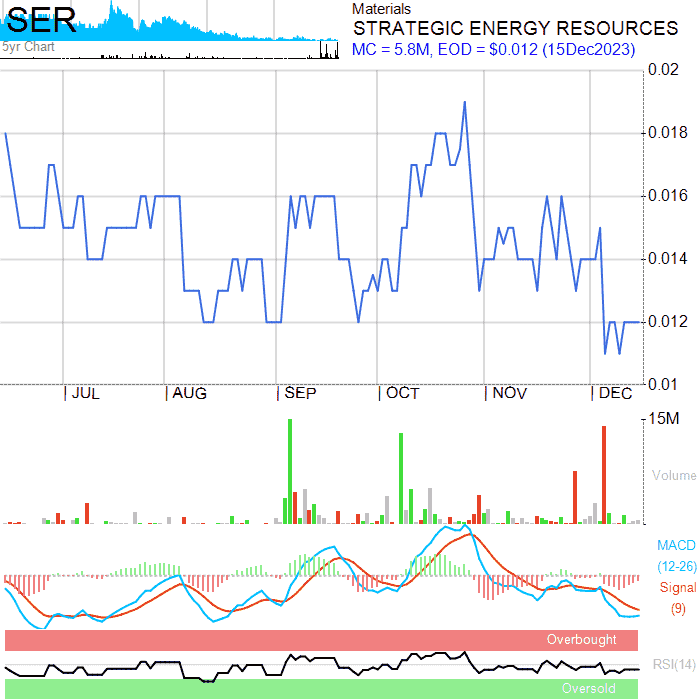 SER
5yr Chart
Materials
STRATEGIC ENERGY RESOURCES
MC = 5.8M, EOD = $0.012 (15Dec2023)
0.02
0.018
0.016
0.014
0.012
0.01
JUL AUG SEP OCT NOV DEC
15M
Volume
MACD
(12-26)
Signal
(9)
Overbought
RSI(14)
Oversold